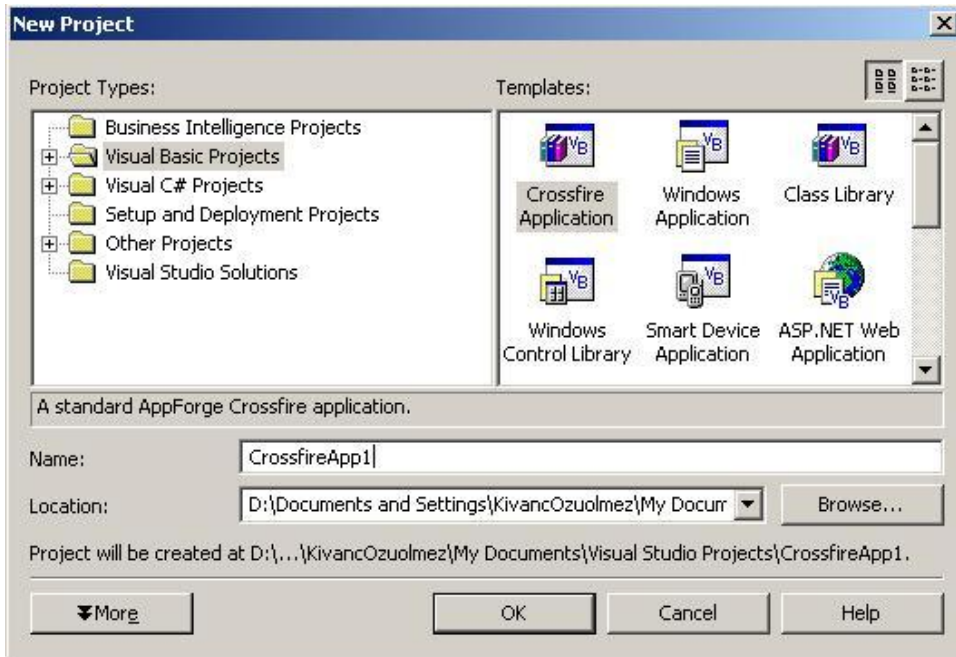 New Project
Project Types:
Templates:
Business Intelligence Projects
Visual Basic Projects
Visual C# Projects
Setup and Deployment Projects
Other Projects
Visual Studio Solutions
Crossfire
Application
Windows
Application
Class Library
Windows
Control Library
Smart Device
Application
ASP.NET Web
Application
A standard AppForge Crossfire application.
Name:
CrossfireApp1
Location:
D:\Documents and Settings\KivancOzuolmez\My Docum
Browse...
Project will be created at D:\...\KivancOzuolmez\My Documents\Visual Studio Projects\CrossfireApp1.
More
OK
Cancel
Help